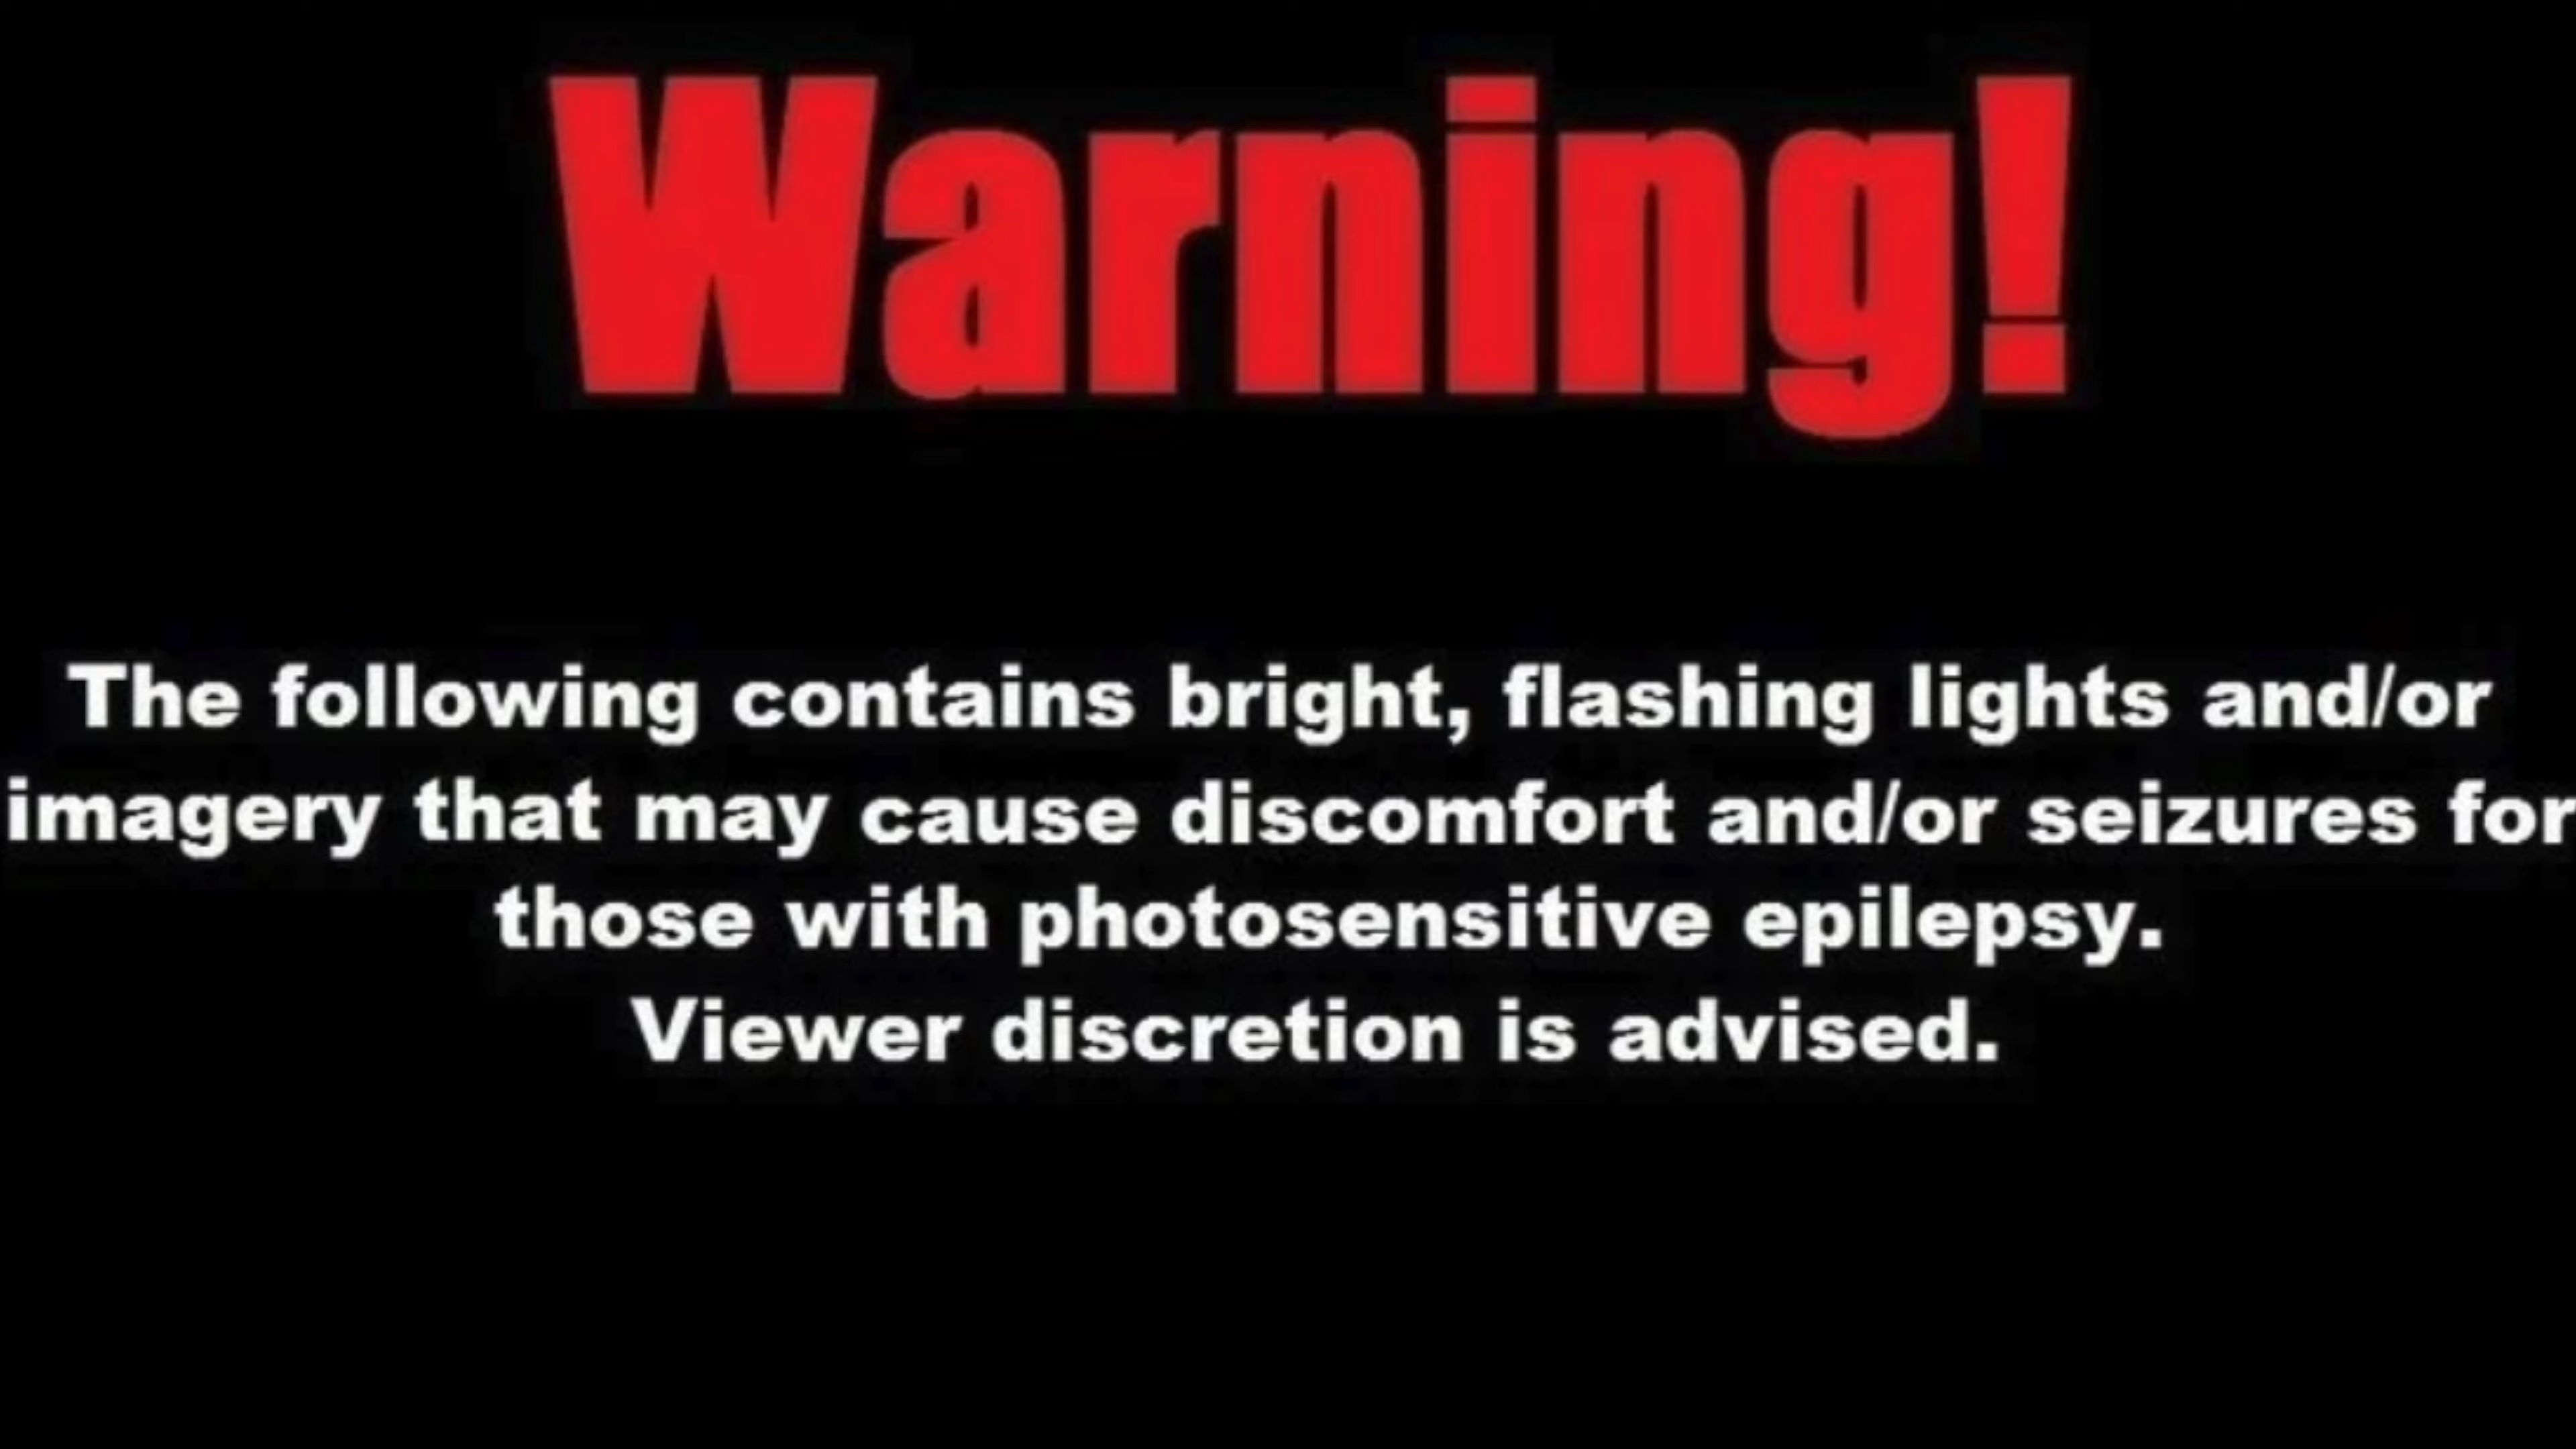 Warning!
The following contains bright, flashing lights and/or
imagery that may cause discomfort and/or seizures for
those with photosensitive epilepsy.
Viewer discretion is advised.